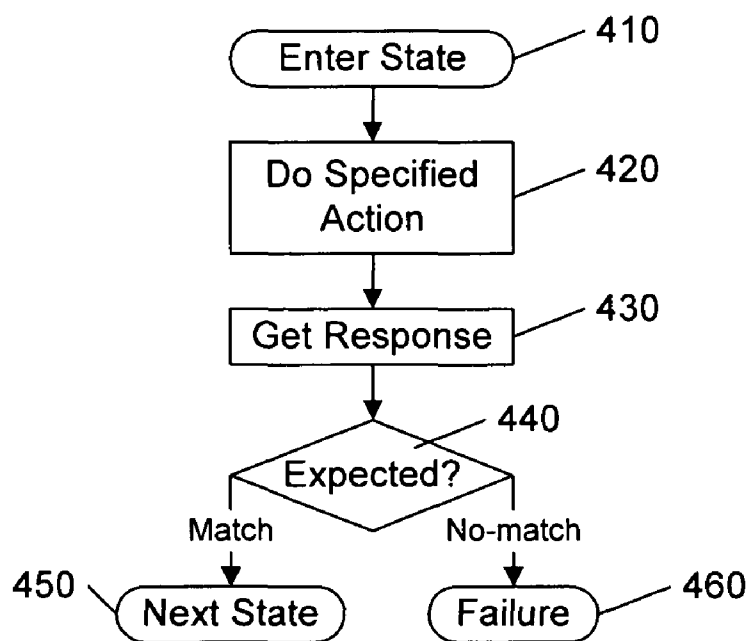 Enter State
410
Do Specified
Action
420
Get Response
430
440
Expected?
Match
No-match
450
Next State
Failure
460